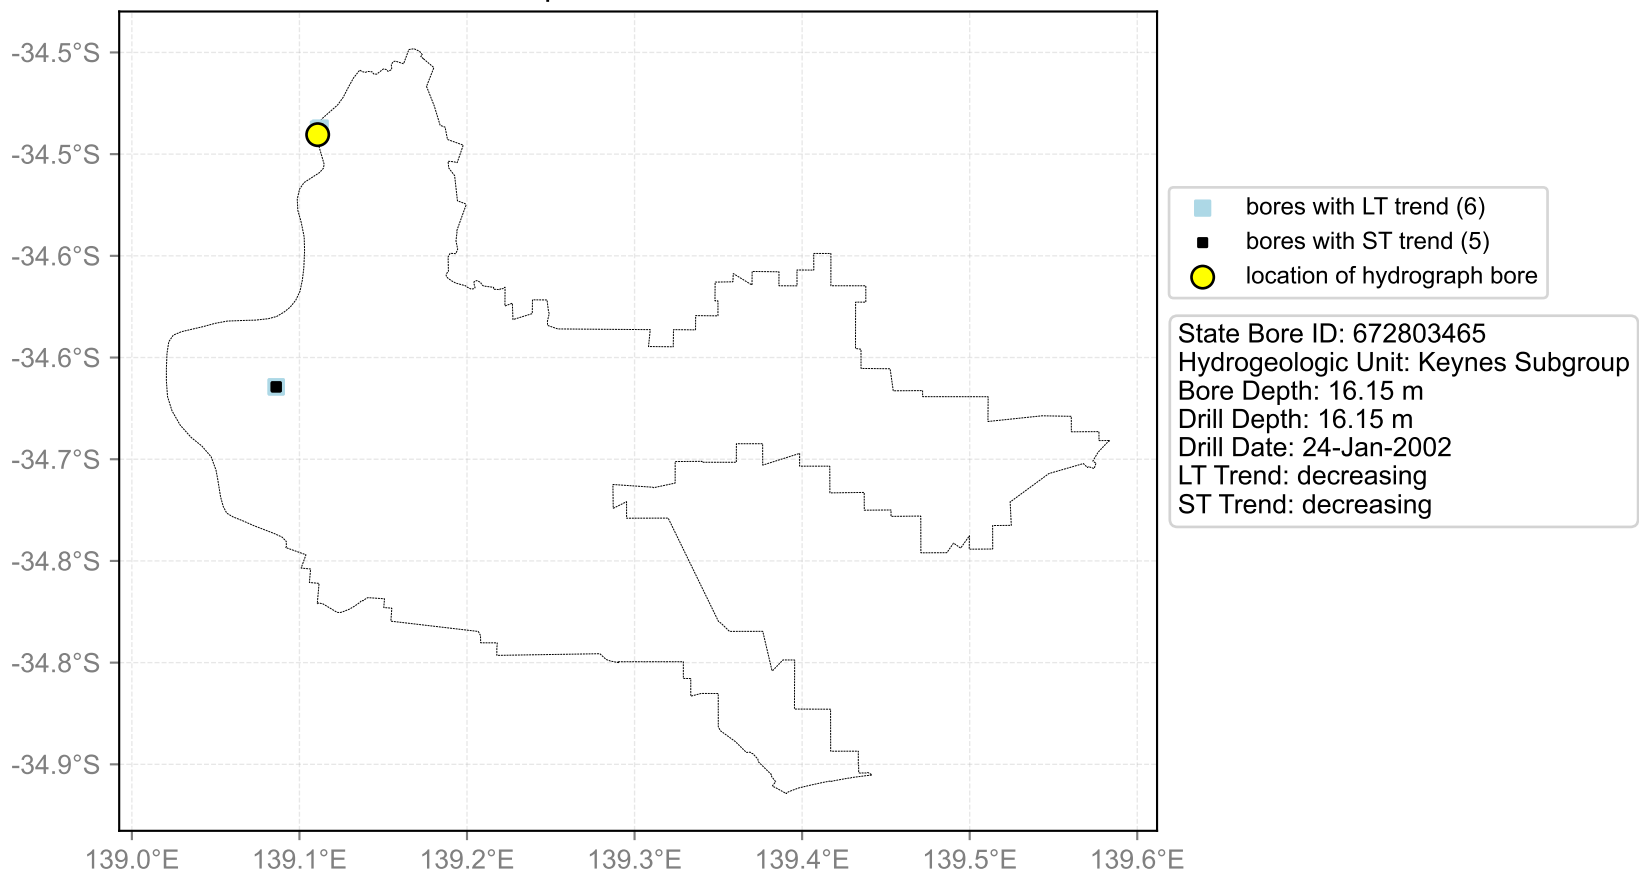 -34.5°S
-34.5°S
-34.6°S
-34.6°S
-34.7°S
-34.8°S
-34.8°S
-34.9°S
139.0°E 139.1°E 139.2°E 139.3°E 139.4°E 139.5°E 139.6°E
bores with LT trend (6)
bores with ST trend (5)
location of hydrograph bore
State Bore ID: 672803465
Hydrogeologic Unit: Keynes Subgroup
Bore Depth: 16.15 m
Drill Depth: 16.15 m
Drill Date: 24-Jan-2002
LT Trend: decreasing
ST Trend: decreasing